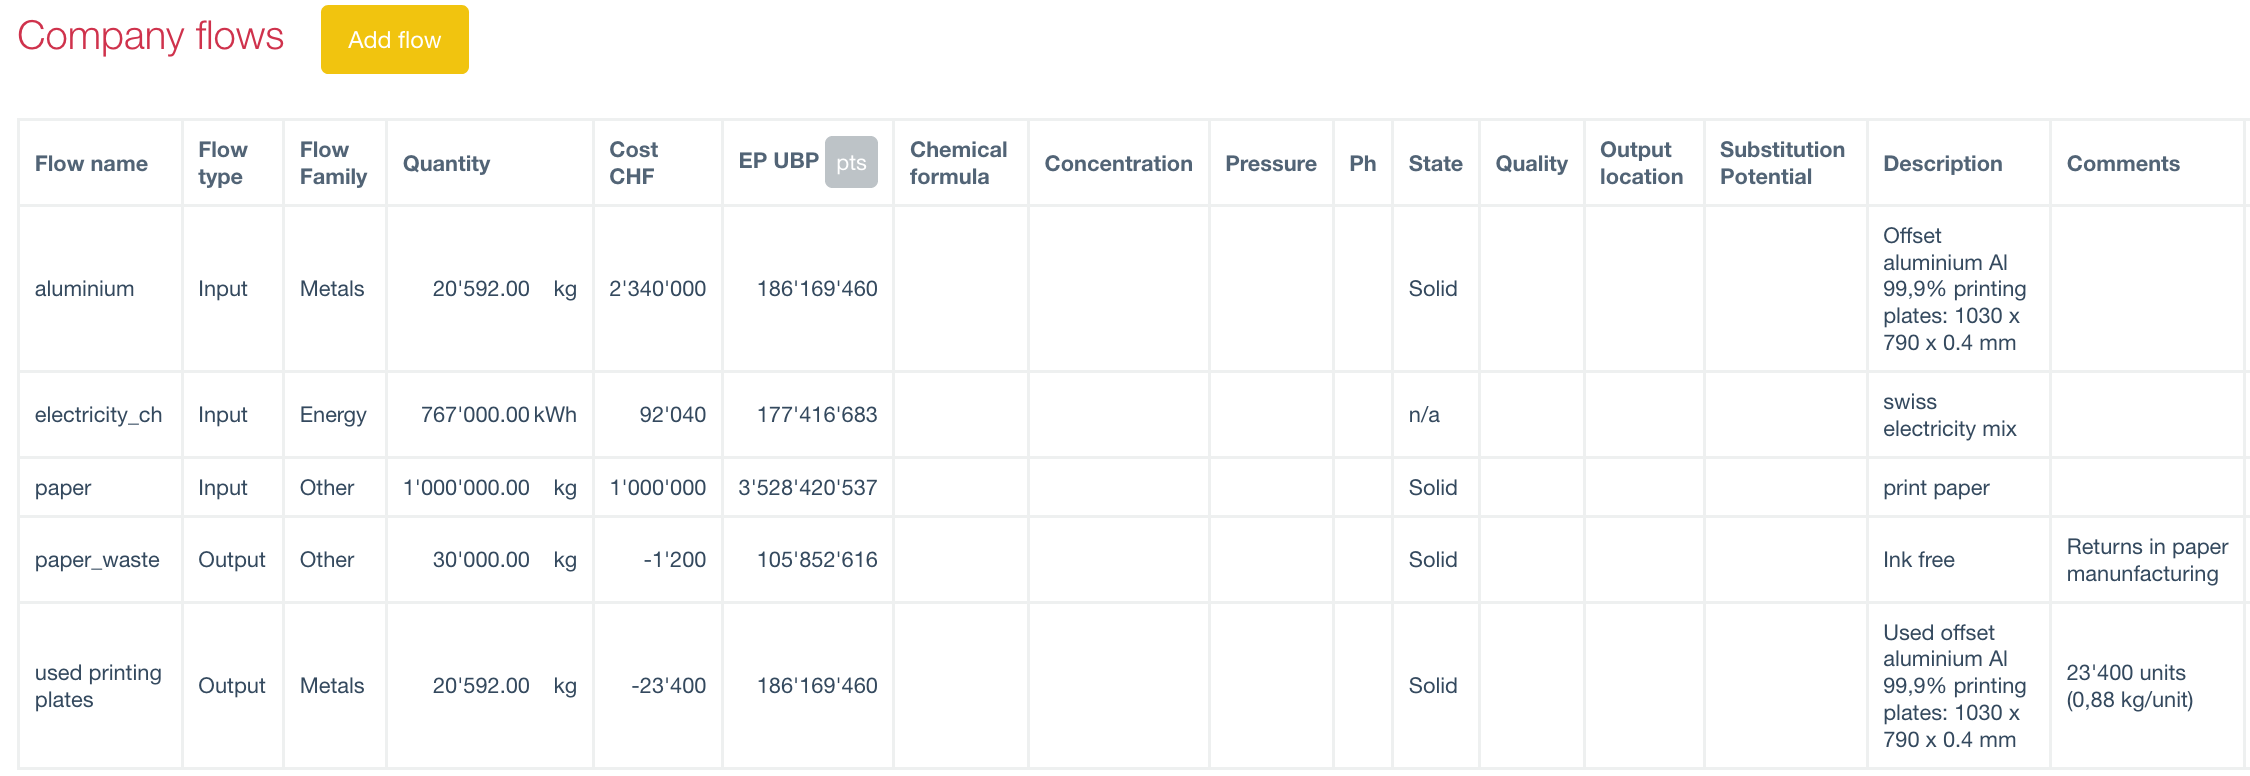 Company flows Add flow
Flow name Flow type Flow Family Quantity Cost CHF EP UBP pts Chemical formula Concentration Pressure Ph State Quality Output location Substitution Potential Description Comments
aluminium Input Metals 20'592.00 kg 2'340'000 186'169'460 Solid Offset aluminium Al 99,9% printing plates: 1030 x 790 x 0.4 mm
electricity_ch Input Energy 767'000.00 kWh 92'040 177'416'683 n/a swiss electricity mix
paper Input Other 1'000'000.00 kg 1'000'000 3'528'420'537 Solid print paper
paper_waste Output Other 30'000.00 kg -1'200 105'852'616 Solid Ink free Returns in paper manunfacturing
used printing plates Output Metals 20'592.00 kg -23'400 186'169'460 Solid Used offset aluminium Al 99,9% printing plates: 1030 x 790 x 0.4 mm 23'400 units (0,88 kg/unit)